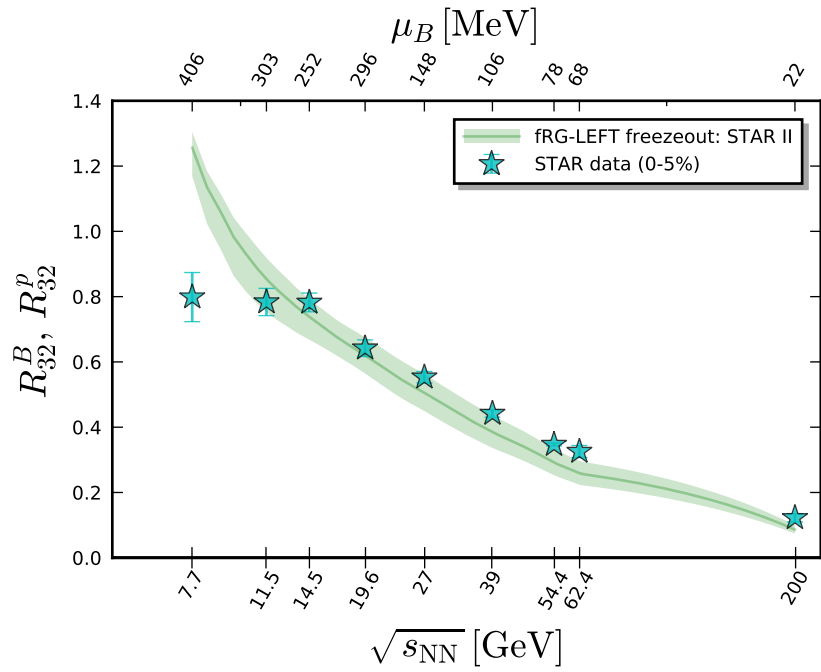 μ_B [MeV]
406 303 252 296 148 106 78 68 22
1.4
1.2
1.0
0.8
0.6
0.4
0.2
0.0
R^B_32, R^p_32
fRG-LEFT freezeout: STAR II
STAR data (0-5%)
7.7 11.5 14.5 19.6 27 39 54.4 62.4 200
√s_NN [GeV]